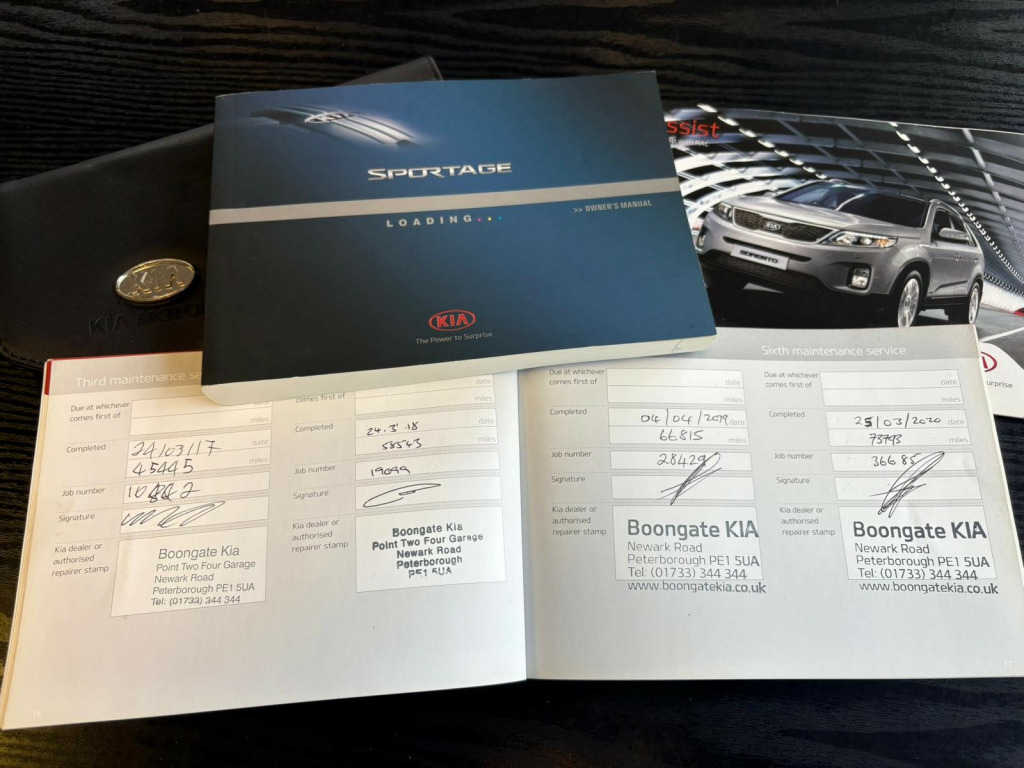 SPORTAGE
LOADING...
>> OWNER'S MANUAL
KIA
The Power to Surprise
KIA
KIA MOTO
ssist
RAC
KIA
SORENTO
urprise
Third maintenance se
date
miles
Completed
24/03/17 date
45445 miles
Job number
Signature
Kia dealer or
authorised
repairer stamp
Boongate Kia
Point Two Four Garage
Newark Road
Peterborough PE1 5UA
Tel: (01733) 344 344
16
comes first of
date
miles
Completed
24.3.18 date
58543 miles
Job number
19099
Signature
Kia dealer or
authorised
repairer stamp
Boongate Kia
Point Two Four Garage
Newark Road
Peterborough
PE1 5UA
Due at whichever
comes first of
date
miles
Completed
04/04/2019 date
66815 miles
Job number
28429
Signature
Kia dealer or
authorised
repairer stamp
Boongate KIA
Newark Road
Peterborough PE1 5UA
Tel: (01733) 344 344
www.boongatekia.co.uk
Sixth maintenance service
Due at whichever
comes first of
date
miles
Completed
25/03/2020 date
73793 miles
Job number
36685
Signature
Kia dealer or
authorised
repairer stamp
Boongate KIA
Newark Road
Peterborough PE1 5UA
Tel: (01733) 344 344
www.boongatekia.co.uk
17